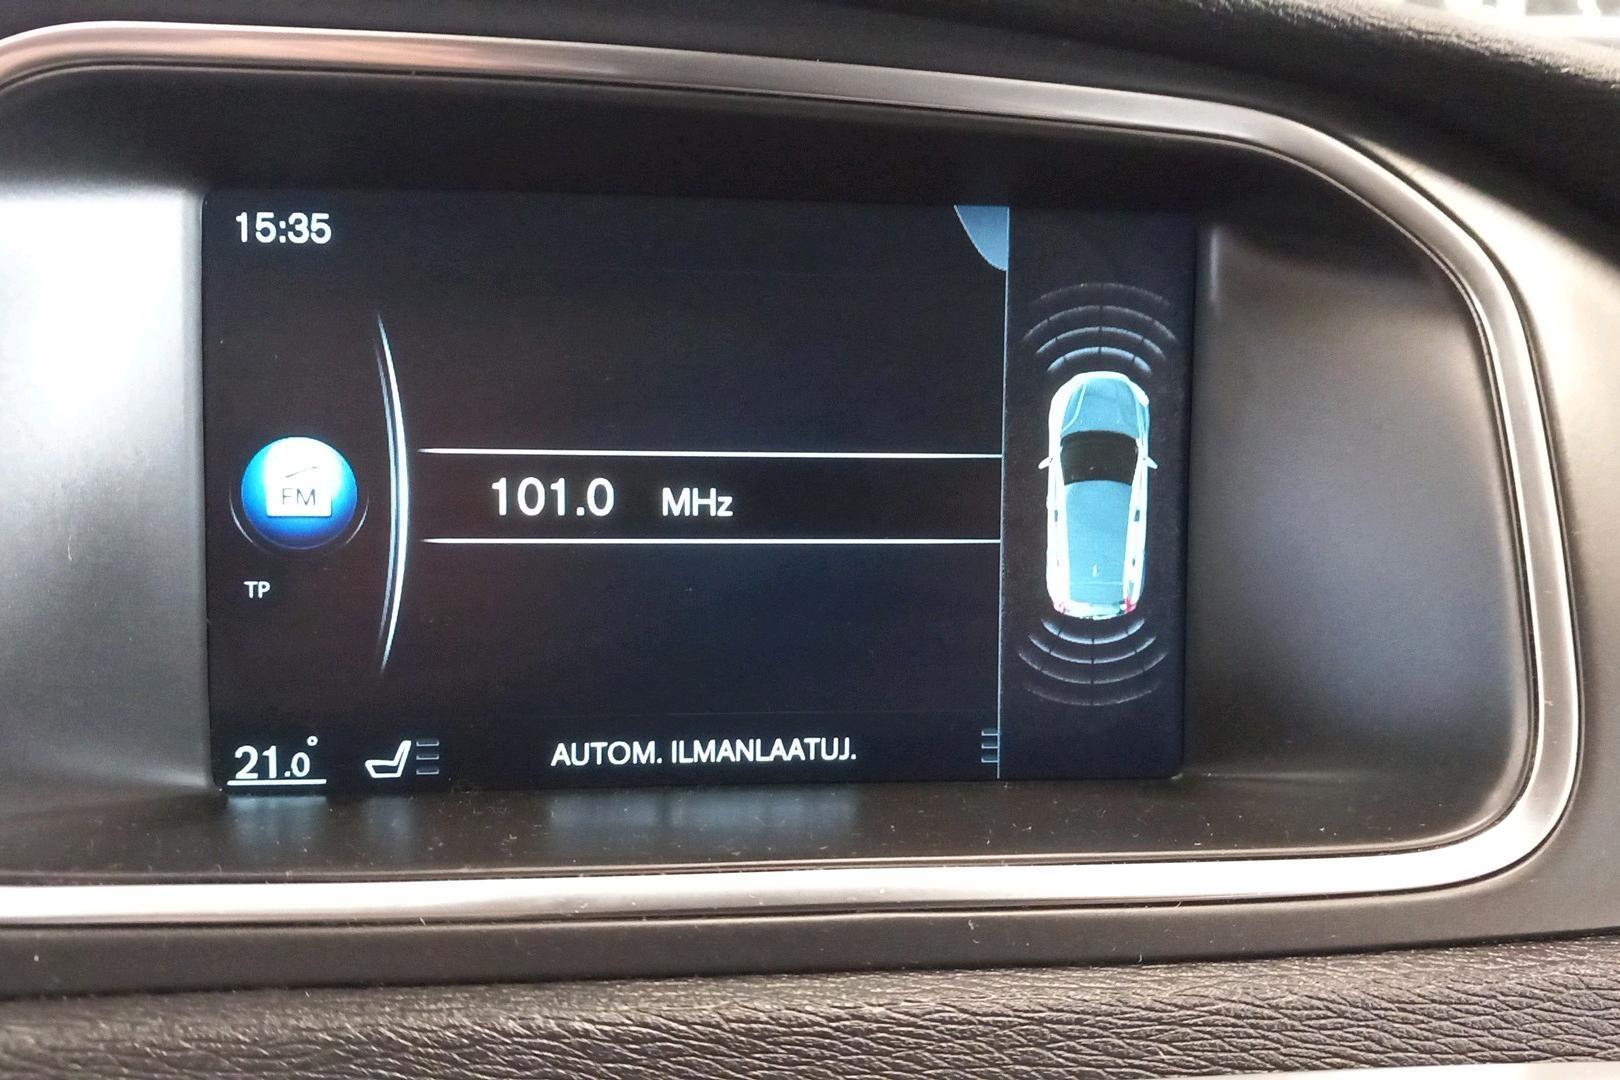 15:35
FM
101.0 MHz
TP
21.0°
AUTOM. ILMANLAATUJ.